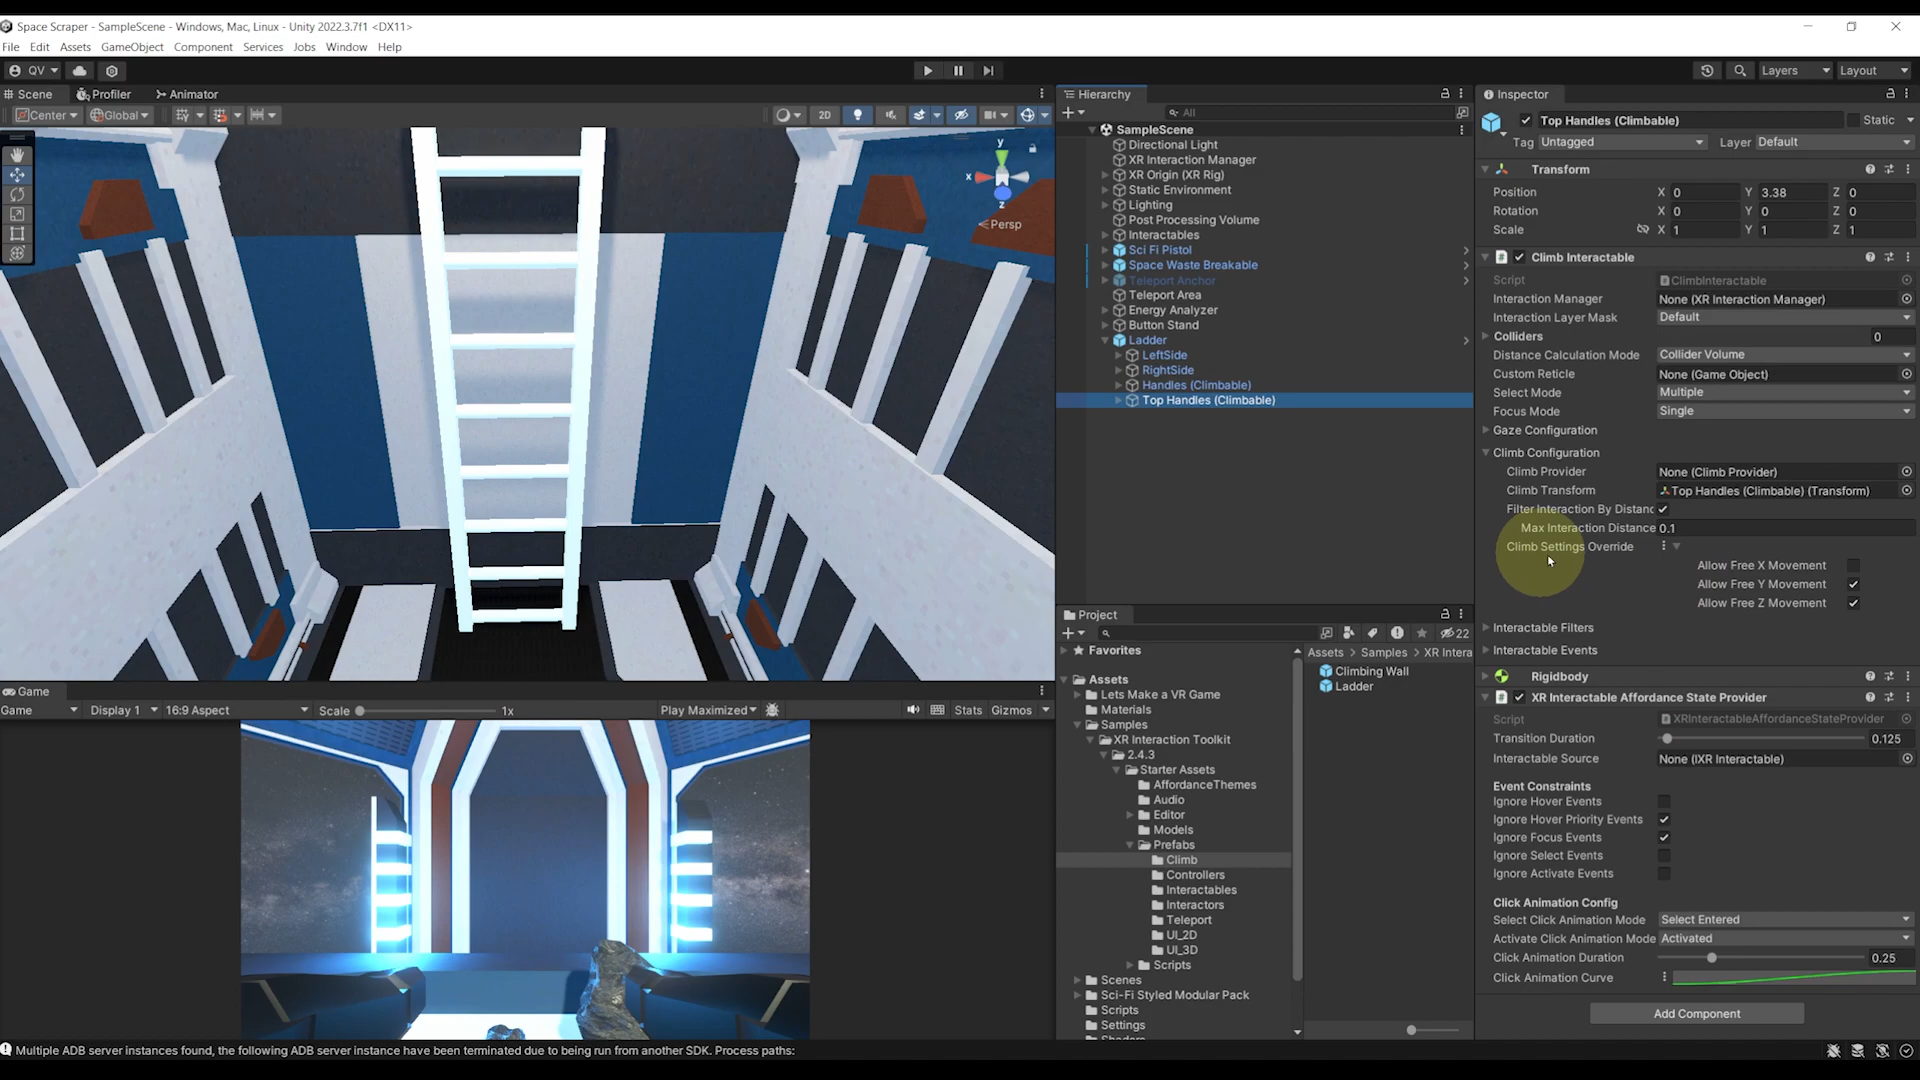 Space Scraper - SampleScene - Windows, Mac, Linux - Unity 2022.3.7f1 <DX11>
File Edit Assets GameObject Component Services Jobs Window Help
QV Layers Layout
Scene Profiler Animator
Center Global 2D
y
x
z
Persp
Game
Game Display 1 16:9 Aspect Scale 1x Play Maximized Stats Gizmos
Hierarchy
All
SampleScene
Directional Light
XR Interaction Manager
XR Origin (XR Rig)
Static Environment
Lighting
Post Processing Volume
Interactables
Sci Fi Pistol
Space Waste Breakable
Teleport Anchor
Teleport Area
Energy Analyzer
Button Stand
Ladder
LeftSide
RightSide
Handles (Climbable)
Top Handles (Climbable)
Project
22
Favorites
Assets
Lets Make a VR Game
Materials
Samples
XR Interaction Toolkit
2.4.3
Starter Assets
AffordanceThemes
Audio
Editor
Models
Prefabs
Climb
Controllers
Interactables
Interactors
Teleport
UI_2D
UI_3D
Scripts
Scenes
Sci-Fi Styled Modular Pack
Scripts
Settings
Assets > Samples > XR Intera
Climbing Wall
Ladder
Inspector
Top Handles (Climbable) Static
Tag Untagged Layer Default
Transform
Position X 0 Y 3.38 Z 0
Rotation X 0 Y 0 Z 0
Scale X 1 Y 1 Z 1
Climb Interactable
Script ClimbInteractable
Interaction Manager None (XR Interaction Manager)
Interaction Layer Mask Default
Colliders 0
Distance Calculation Mode Collider Volume
Custom Reticle None (Game Object)
Select Mode Multiple
Focus Mode Single
Gaze Configuration
Climb Configuration
Climb Provider None (Climb Provider)
Climb Transform Top Handles (Climbable) (Transform)
Filter Interaction By Distanc
Max Interaction Distance 0.1
Climb Settings Override
Allow Free X Movement
Allow Free Y Movement
Allow Free Z Movement
Interactable Filters
Interactable Events
Rigidbody
XR Interactable Affordance State Provider
Script XRInteractableAffordanceStateProvider
Transition Duration 0.125
Interactable Source None (IXR Interactable)
Event Constraints
Ignore Hover Events
Ignore Hover Priority Events
Ignore Focus Events
Ignore Select Events
Ignore Activate Events
Click Animation Config
Select Click Animation Mode Select Entered
Activate Click Animation Mode Activated
Click Animation Duration 0.25
Click Animation Curve
Add Component
Multiple ADB server instances found, the following ADB server instance have been terminated due to being run from another SDK. Process paths: